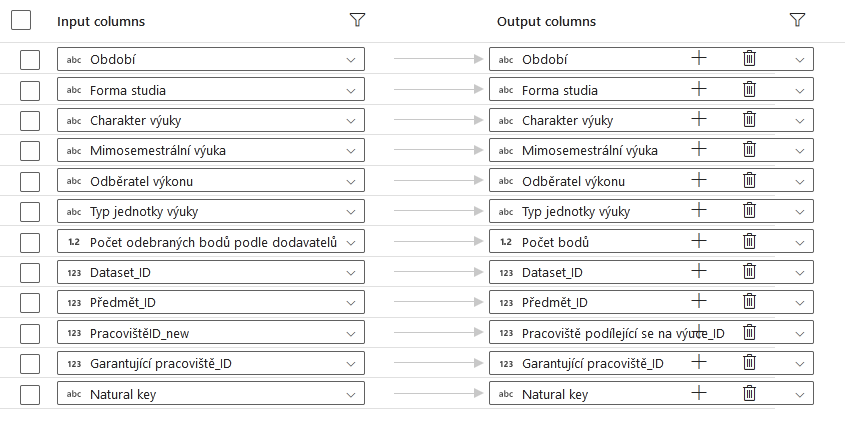 Input columns Output columns
abc Období abc Období
abc Forma studia abc Forma studia
abc Charakter výuky abc Charakter výuky
abc Mimosemestrální výuka abc Mimosemestrální výuka
abc Odběratel výkonu abc Odběratel výkonu
abc Typ jednotky výuky abc Typ jednotky výuky
1.2 Počet odebraných bodů podle dodavatelů 1.2 Počet bodů
123 Dataset_ID 123 Dataset_ID
123 Předmět_ID 123 Předmět_ID
123 PracovištěID_new 123 Pracoviště podílející se na výuce_ID
123 Garantující pracoviště_ID 123 Garantující pracoviště_ID
abc Natural key abc Natural key